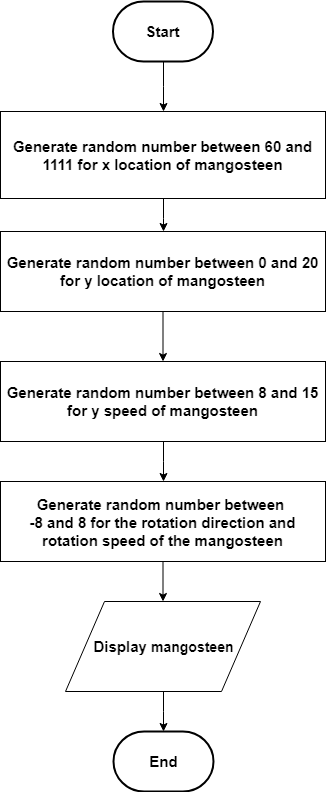 Start
Generate random number between 60 and
1111 for x location of mangosteen
Generate random number between 0 and 20
for y location of mangosteen
Generate random number between 8 and 15
for y speed of mangosteen
Generate random number between
-8 and 8 for the rotation direction and
rotation speed of the mangosteen
Display mangosteen
End